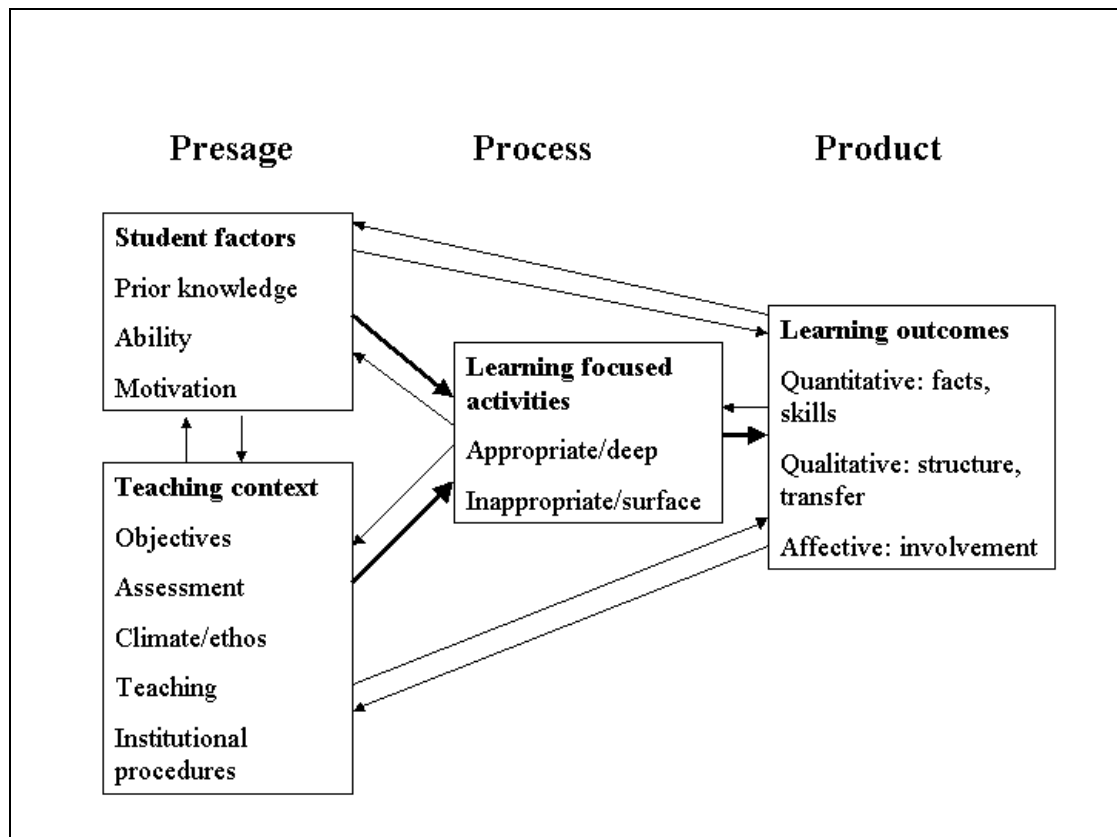 Presage Process Product
Student factors
Prior knowledge
Ability
Motivation
Teaching context
Objectives
Assessment
Climate/ethos
Teaching
Institutional
procedures
Learning focused
activities
Appropriate/deep
Inappropriate/surface
Learning outcomes
Quantitative: facts,
skills
Qualitative: structure,
transfer
Affective: involvement